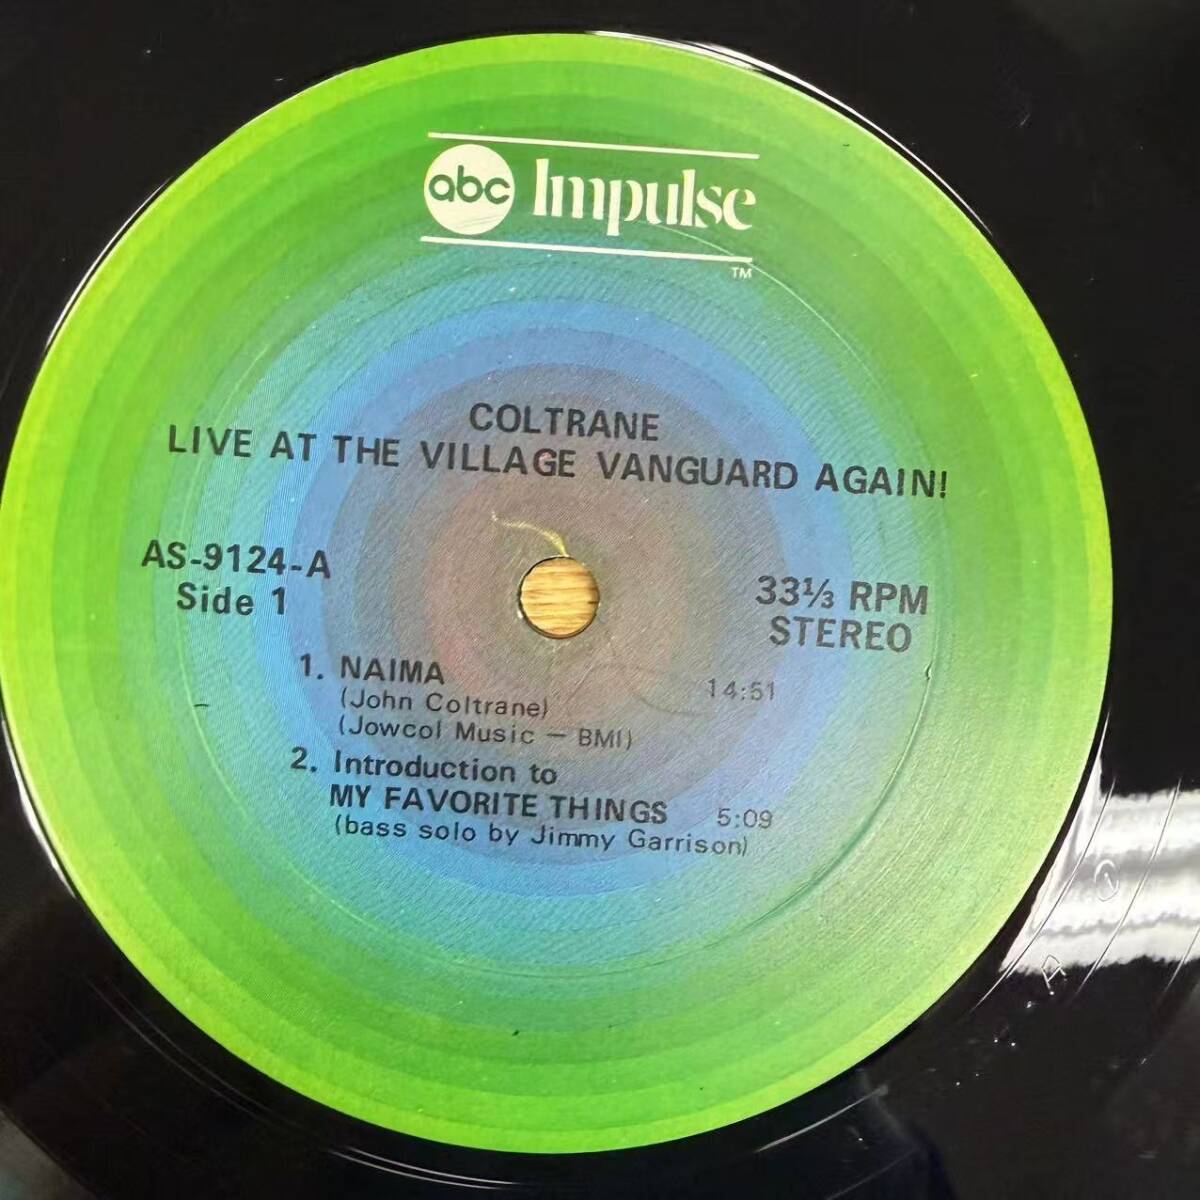 abc Impulse
TM
COLTRANE
LIVE AT THE VILLAGE VANGUARD AGAIN!
AS-9124-A
Side 1
33⅓ RPM
STEREO
1. NAIMA 14:51
(John Coltrane)
(Jowcol Music — BMI)
2. Introduction to
MY FAVORITE THINGS 5:09
(bass solo by Jimmy Garrison)